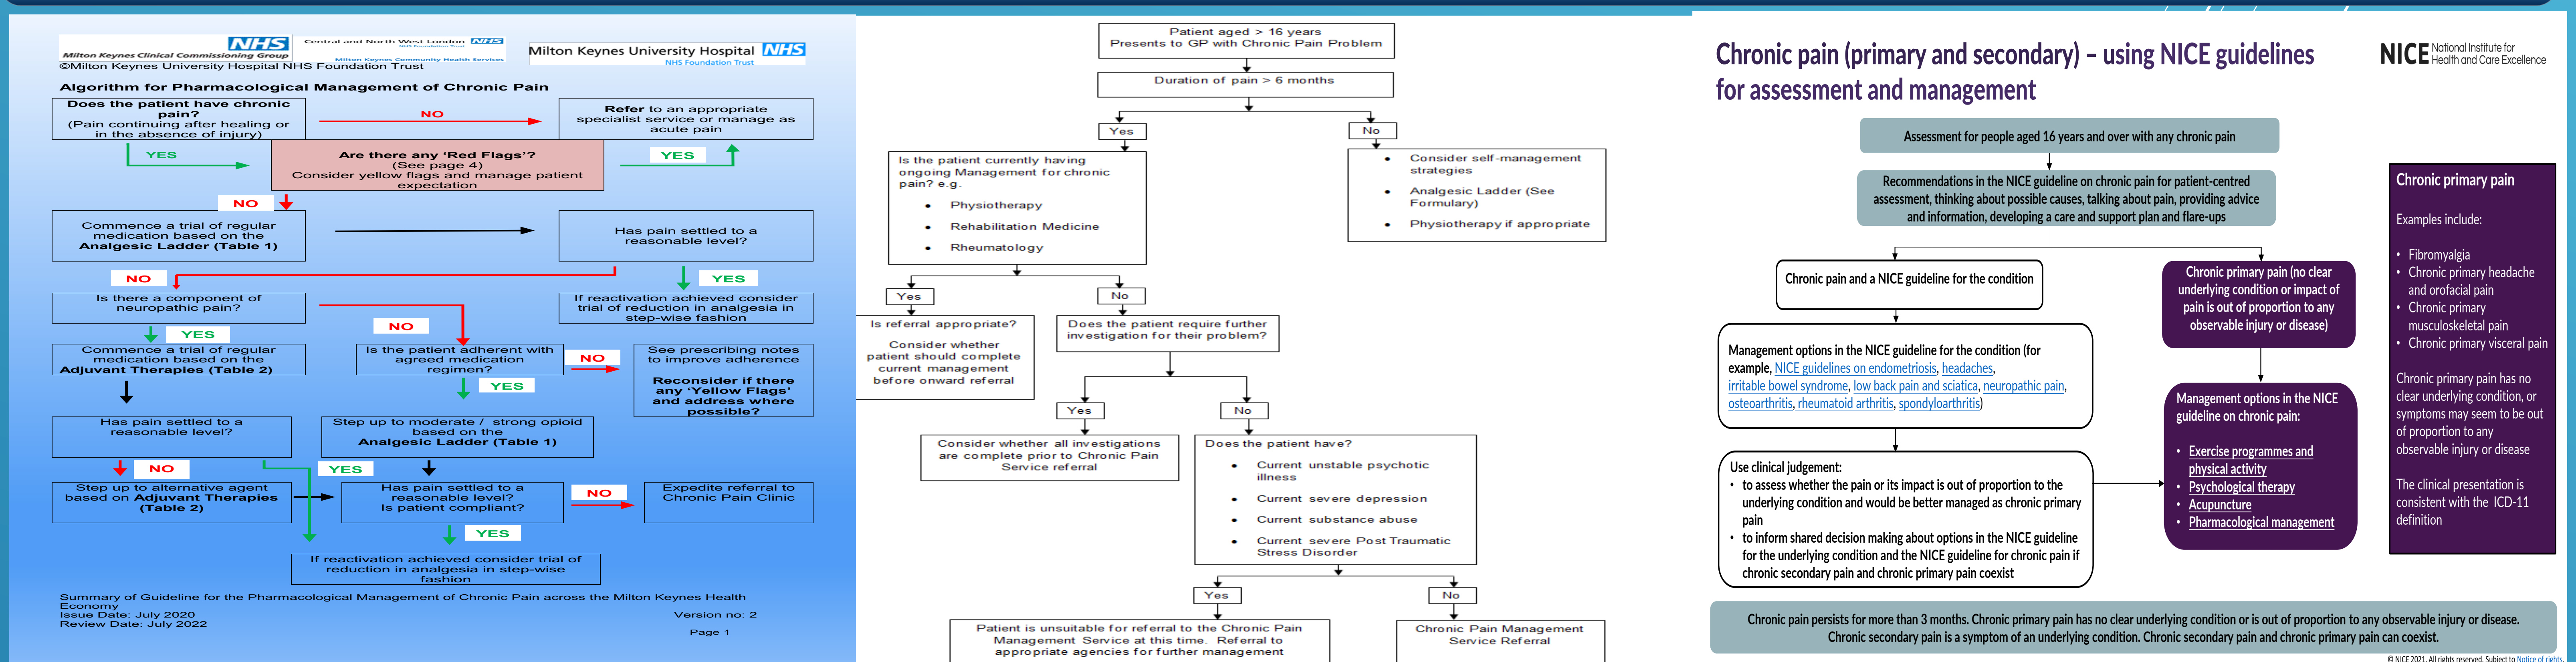 NHS
Milton Keynes Clinical Commissioning Group
Central and North West London NHS
NHS Foundation Trust
Milton Keynes Community Health Services
Milton Keynes University Hospital NHS
NHS Foundation Trust
©Milton Keynes University Hospital NHS Foundation Trust
Algorithm for Pharmacological Management of Chronic Pain
Does the patient have chronic
pain?
(Pain continuing after healing or
in the absence of injury)
NO
Refer to an appropriate
specialist service or manage as
acute pain
YES
Are there any ‘Red Flags’?
(See page 4)
Consider yellow flags and manage patient
expectation
YES
NO
Commence a trial of regular
medication based on the
Analgesic Ladder (Table 1)
Has pain settled to a
reasonable level?
NO
YES
Is there a component of
neuropathic pain?
If reactivation achieved consider
trial of reduction in analgesia in
step-wise fashion
NO
YES
Commence a trial of regular
medication based on the
Adjuvant Therapies (Table 2)
Is the patient adherent with
agreed medication
regimen?
NO
See prescribing notes
to improve adherence
Reconsider if there
any ‘Yellow Flags’
and address where
possible?
YES
Has pain settled to a
reasonable level?
Step up to moderate / strong opioid
based on the
Analgesic Ladder (Table 1)
NO
YES
Step up to alternative agent
based on Adjuvant Therapies
(Table 2)
Has pain settled to a
reasonable level?
Is patient compliant?
NO
Expedite referral to
Chronic Pain Clinic
YES
If reactivation achieved consider trial of
reduction in analgesia in step-wise
fashion
Summary of Guideline for the Pharmacological Management of Chronic Pain across the Milton Keynes Health
Economy
Issue Date: July 2020
Version no: 2
Review Date: July 2022
Page 1
Patient aged > 16 years
Presents to GP with Chronic Pain Problem
Duration of pain > 6 months
Yes
No
Is the patient currently having
ongoing Management for chronic
pain? e.g.
• Physiotherapy
• Rehabilitation Medicine
• Rheumatology
• Consider self-management
strategies
• Analgesic Ladder (See
Formulary)
• Physiotherapy if appropriate
Yes
No
Is referral appropriate?
Consider whether
patient should complete
current management
before onward referral
Does the patient require further
investigation for their problem?
Yes
No
Consider whether all investigations
are complete prior to Chronic Pain
Service referral
Does the patient have?
• Current unstable psychotic
illness
• Current severe depression
• Current substance abuse
• Current severe Post Traumatic
Stress Disorder
Yes
No
Patient is unsuitable for referral to the Chronic Pain
Management Service at this time. Referral to
appropriate agencies for further management
Chronic Pain Management
Service Referral
Chronic pain (primary and secondary) – using NICE guidelines
for assessment and management
NICE National Institute for
Health and Care Excellence
Assessment for people aged 16 years and over with any chronic pain
Recommendations in the NICE guideline on chronic pain for patient-centred
assessment, thinking about possible causes, talking about pain, providing advice
and information, developing a care and support plan and flare-ups
Chronic pain and a NICE guideline for the condition
Chronic primary pain (no clear
underlying condition or impact of
pain is out of proportion to any
observable injury or disease)
Management options in the NICE guideline for the condition (for
example, NICE guidelines on endometriosis, headaches,
irritable bowel syndrome, low back pain and sciatica, neuropathic pain,
osteoarthritis, rheumatoid arthritis, spondyloarthritis)
Management options in the NICE
guideline on chronic pain:
• Exercise programmes and
physical activity
• Psychological therapy
• Acupuncture
• Pharmacological management
Use clinical judgement:
• to assess whether the pain or its impact is out of proportion to the
underlying condition and would be better managed as chronic primary
pain
• to inform shared decision making about options in the NICE guideline
for the underlying condition and the NICE guideline for chronic pain if
chronic secondary pain and chronic primary pain coexist
Chronic primary pain
Examples include:
• Fibromyalgia
• Chronic primary headache
and orofacial pain
• Chronic primary
musculoskeletal pain
• Chronic primary visceral pain
Chronic primary pain has no
clear underlying condition, or
symptoms may seem to be out
of proportion to any
observable injury or disease
The clinical presentation is
consistent with the ICD-11
definition
Chronic pain persists for more than 3 months. Chronic primary pain has no clear underlying condition or is out of proportion to any observable injury or disease.
Chronic secondary pain is a symptom of an underlying condition. Chronic secondary pain and chronic primary pain can coexist.
© NICE 2021. All rights reserved. Subject to Notice of rights.